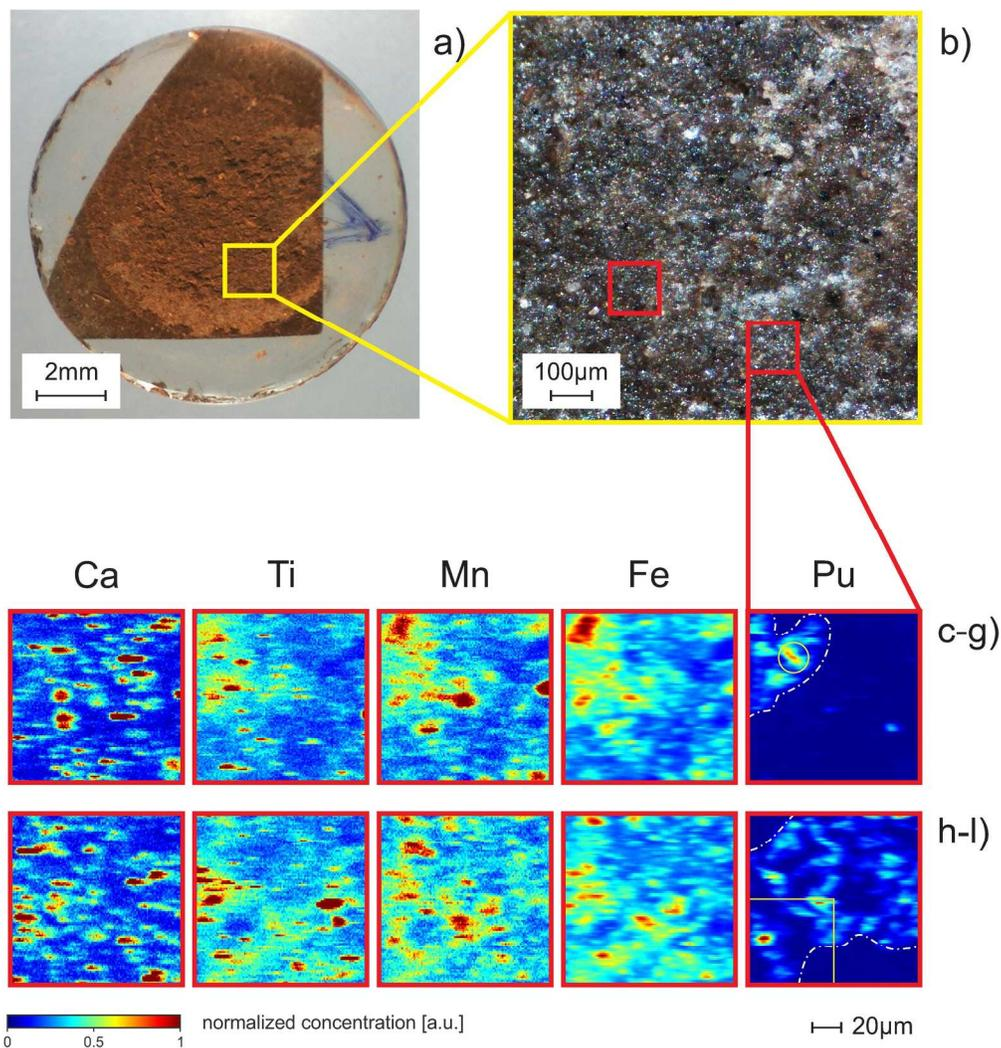 a)
b)
2mm
100µm
Ca Ti Mn Fe Pu
c-g)
h-l)
0 0.5 1
normalized concentration [a.u.]
20µm